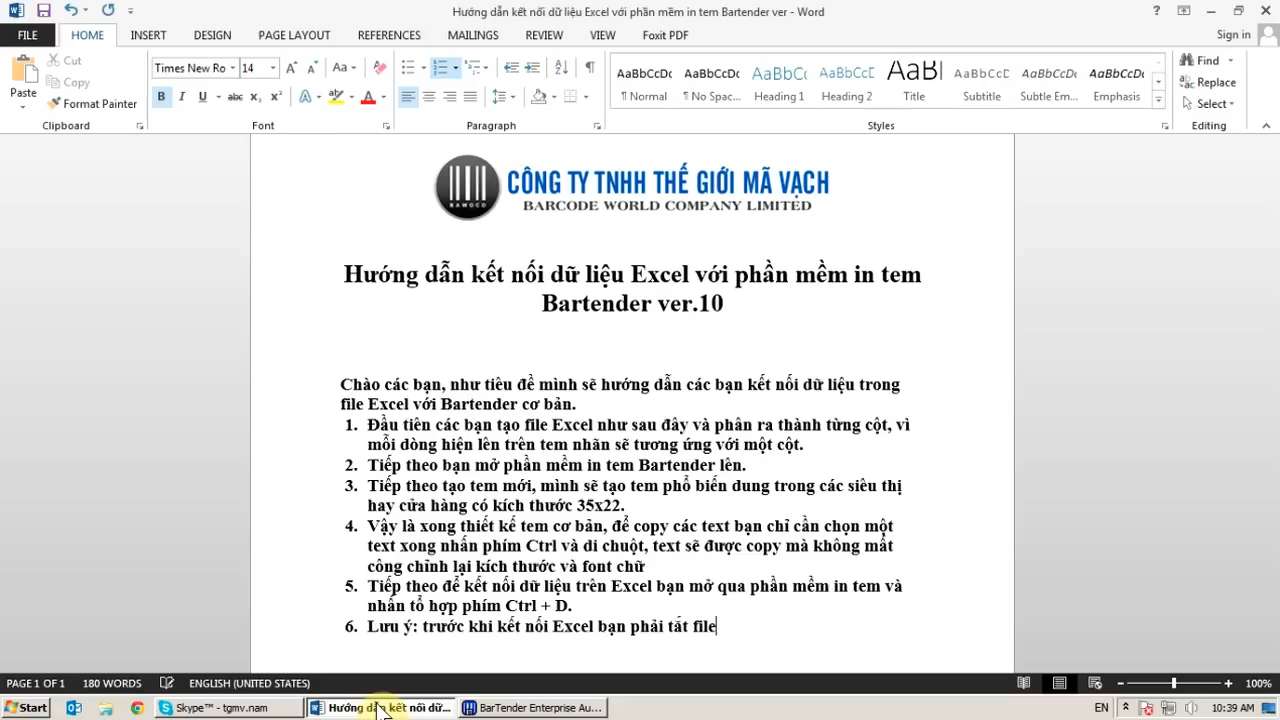 Hướng dẫn kết nối dữ liệu Excel với phần mềm in tem Bartender ver - Word
FILE HOME INSERT DESIGN PAGE LAYOUT REFERENCES MAILINGS REVIEW VIEW Foxit PDF Sign in
Cut
Copy
Format Painter
Paste
Times New Ro 14
AaBbCcDc AaBbCcDc AaBbCc AaBbCcC AaBl AaBbCcC AaBbCcDc AaBbCcDc
¶ Normal ¶ No Spac... Heading 1 Heading 2 Title Subtitle Subtle Em... Emphasis
Find
Replace
Select
Clipboard Font Paragraph Styles Editing
BAWOCO
CÔNG TY TNHH THẾ GIỚI MÃ VẠCH
BARCODE WORLD COMPANY LIMITED
Hướng dẫn kết nối dữ liệu Excel với phần mềm in tem
Bartender ver.10
Chào các bạn, như tiêu đề mình sẽ hướng dẫn các bạn kết nối dữ liệu trong
file Excel với Bartender cơ bản.
1. Đầu tiên các bạn tạo file Excel như sau đây và phân ra thành từng cột, vì
mỗi dòng hiện lên trên tem nhãn sẽ tương ứng với một cột.
2. Tiếp theo bạn mở phần mềm in tem Bartender lên.
3. Tiếp theo tạo tem mới, mình sẽ tạo tem phổ biến dung trong các siêu thị
hay cửa hàng có kích thước 35x22.
4. Vậy là xong thiết kế tem cơ bản, để copy các text bạn chỉ cần chọn một
text xong nhấn phím Ctrl và di chuột, text sẽ được copy mà không mất
công chỉnh lại kích thước và font chữ
5. Tiếp theo để kết nối dữ liệu trên Excel bạn mở qua phần mềm in tem và
nhấn tổ hợp phím Ctrl + D.
6. Lưu ý: trước khi kết nối Excel bạn phải tắt file
PAGE 1 OF 1 180 WORDS ENGLISH (UNITED STATES) 100%
Start Skype™ - tgmv.nam Hướng dẫn kết nối dữ... BarTender Enterprise Au... EN 10:39 AM